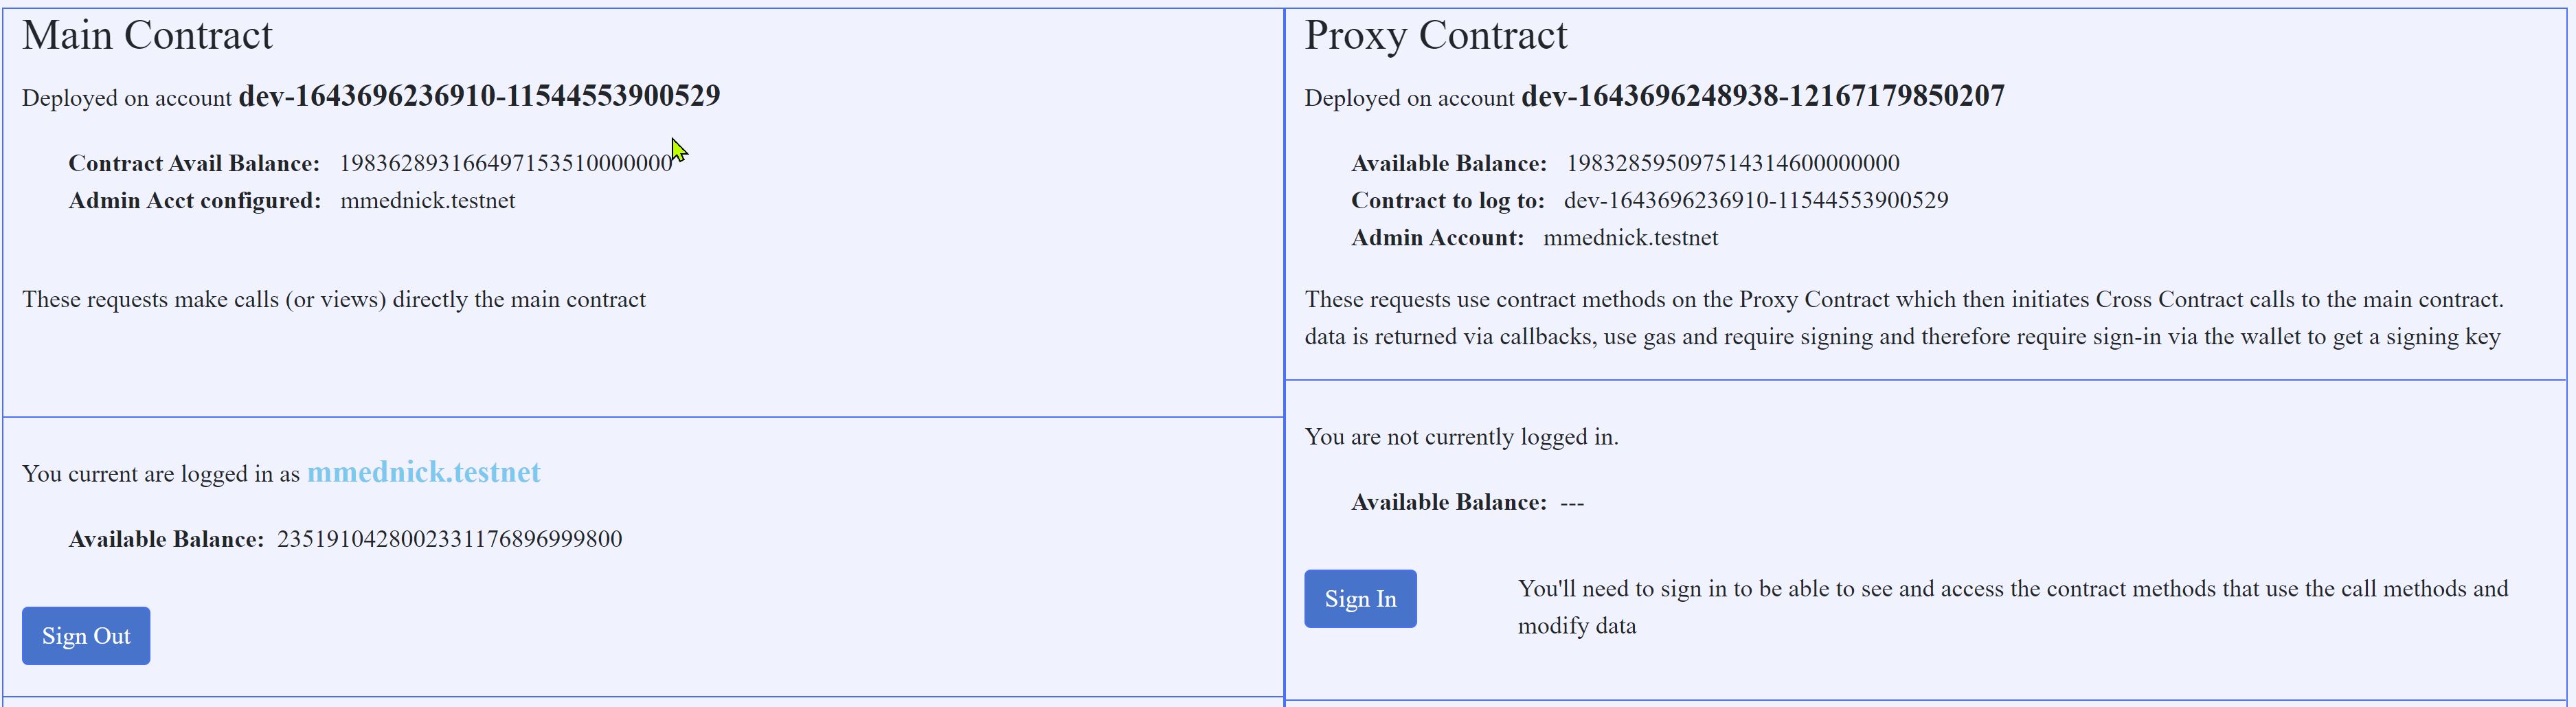 Main Contract
Deployed on account dev-1643696236910-11544553900529
Contract Avail Balance: 198362893166497153510000000
Admin Acct configured: mmednick.testnet
These requests make calls (or views) directly the main contract
You current are logged in as mmednick.testnet
Available Balance: 235191042800233117689699​9800
Sign Out
Proxy Contract
Deployed on account dev-1643696248938-12167179850207
Available Balance: 198328595097514314600000000
Contract to log to: dev-1643696236910-11544553900529
Admin Account: mmednick.testnet
These requests use contract methods on the Proxy Contract which then initiates Cross Contract calls to the main contract.
data is returned via callbacks, use gas and require signing and therefore require sign-in via the wallet to get a signing key
You are not currently logged in.
Available Balance: ---
Sign In
You'll need to sign in to be able to see and access the contract methods that use the call methods and
modify data